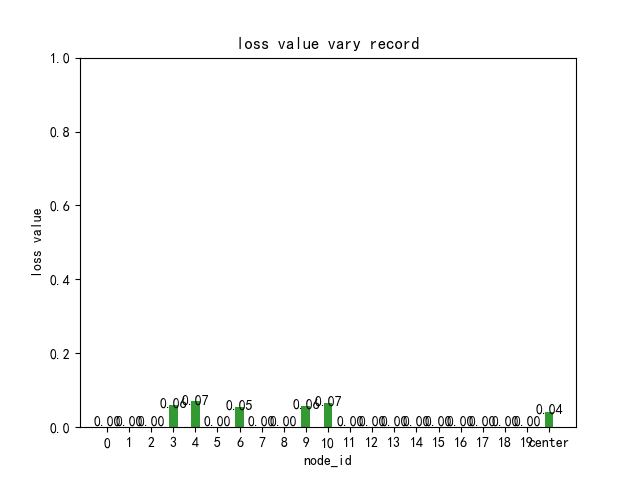 loss value vary record
1.0
0.8
0.6
0.4
0.2
0.0
loss value
0.00 0.00 0.00 0.06 0.07 0.00 0.05 0.00 0.00 0.06 0.07 0.00 0.00 0.00 0.00 0.00 0.00 0.00 0.00 0.00 0.04
0 1 2 3 4 5 6 7 8 9 10 11 12 13 14 15 16 17 18 19 center
node_id